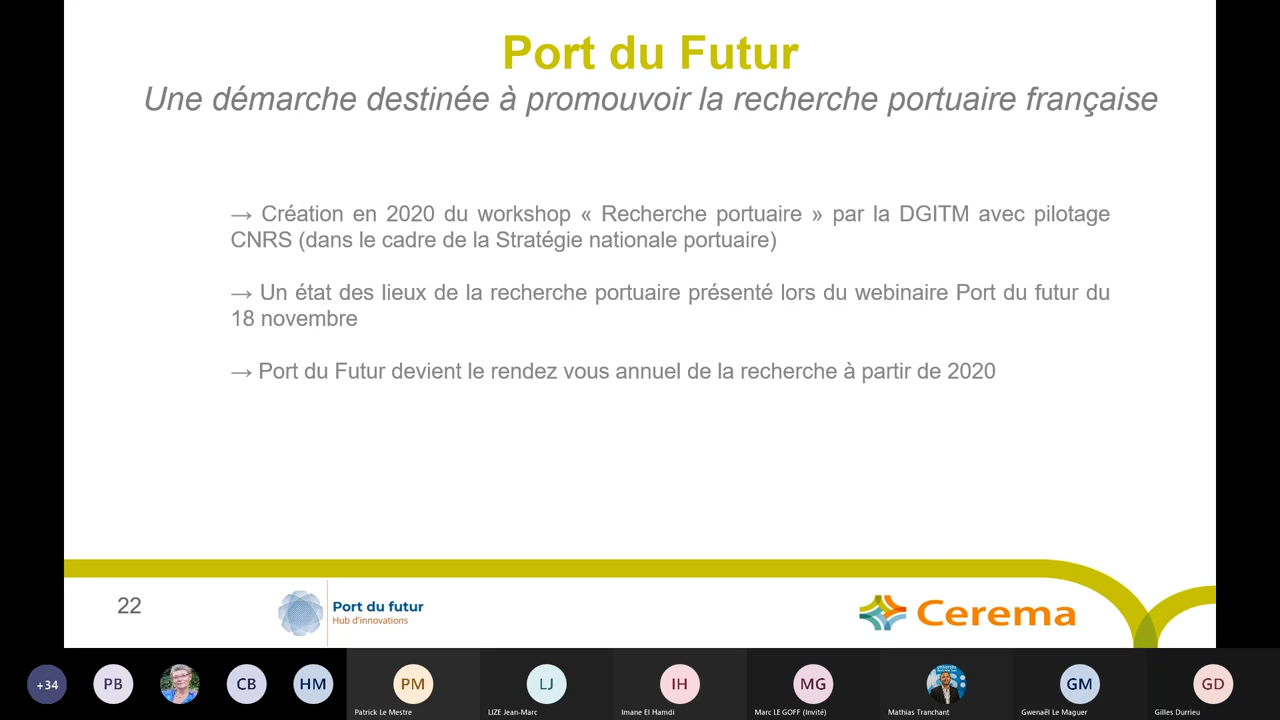 Port du Futur
Une démarche destinée à promouvoir la recherche portuaire française
→ Création en 2020 du workshop « Recherche portuaire » par la DGITM avec pilotage
CNRS (dans le cadre de la Stratégie nationale portuaire)
→ Un état des lieux de la recherche portuaire présenté lors du webinaire Port du futur du
18 novembre
→ Port du Futur devient le rendez vous annuel de la recherche à partir de 2020
22
Port du futur
Hub d'innovations
Cerema
+34
PB
CB
HM
PM
LJ
IH
MG
GM
GD
Patrick Le Mestre
LIZE Jean-Marc
Imane El Hamdi
Marc LE GOFF (Invité)
Mathias Tranchant
Gwenaël Le Maguer
Gilles Durrieu